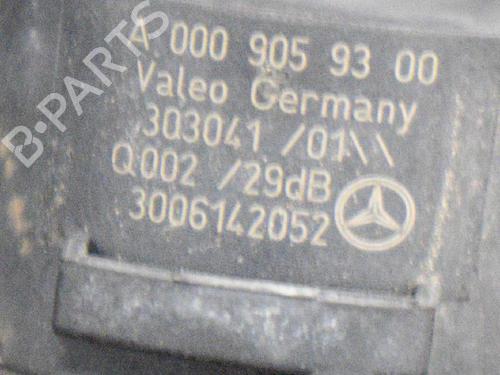 A 000 905 93 00
Valeo Germany
303041 /01\\
Q002 /29dB
3006142052
B-PARTS